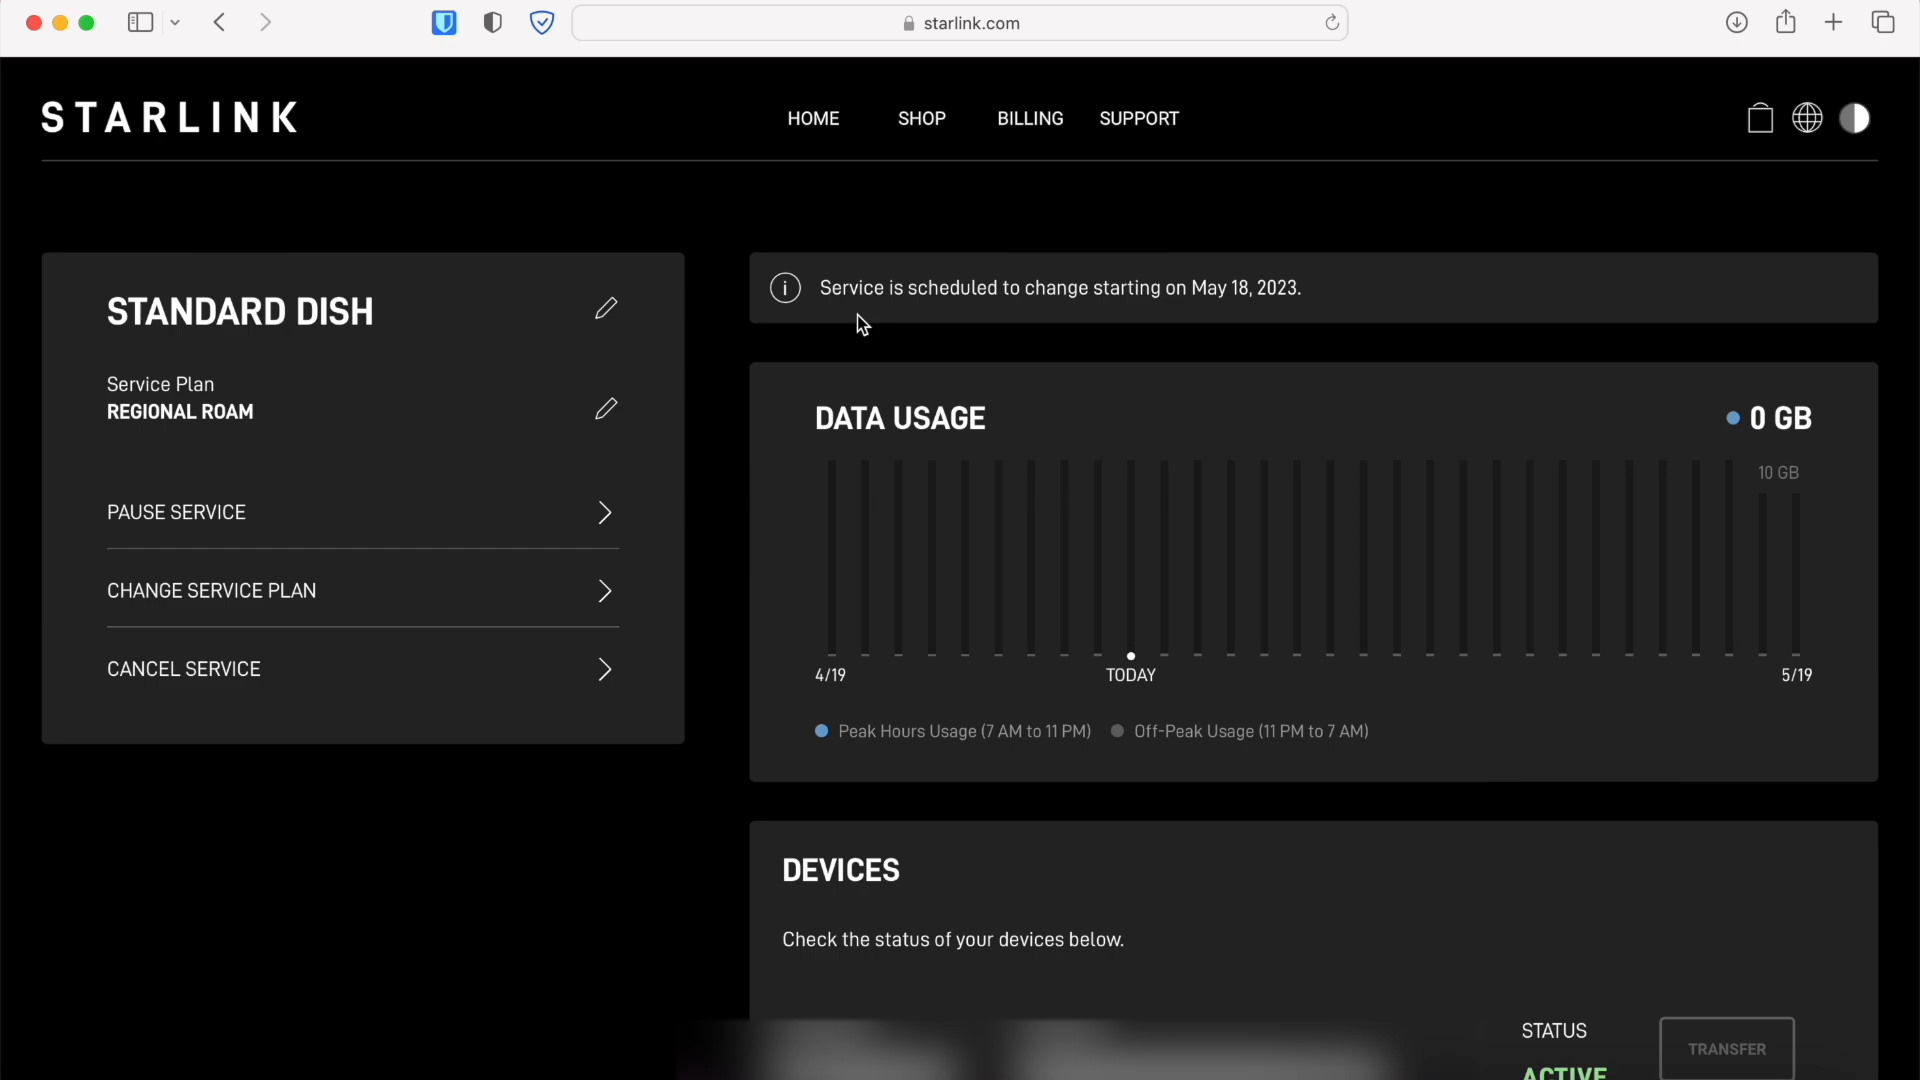 starlink.com
STARLINK
HOME SHOP BILLING SUPPORT
STANDARD DISH
Service Plan
REGIONAL ROAM
PAUSE SERVICE
CHANGE SERVICE PLAN
CANCEL SERVICE
Service is scheduled to change starting on May 18, 2023.
DATA USAGE
0 GB
10 GB
4/19
TODAY
5/19
Peak Hours Usage (7 AM to 11 PM)
Off-Peak Usage (11 PM to 7 AM)
DEVICES
Check the status of your devices below.
STATUS
ACTIVE
TRANSFER